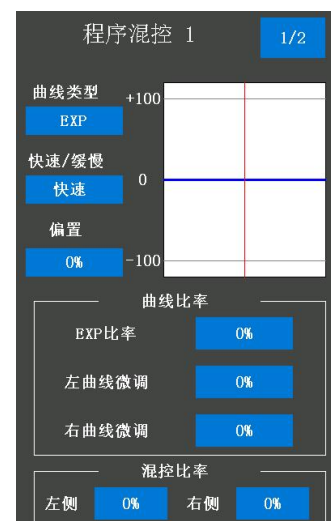 程序混控 1 1/2
曲线类型 +100
EXP
快速/缓慢
快速 0
偏置
0% -100
曲线比率
EXP比率 0%
左曲线微调 0%
右曲线微调 0%
混控比率
左侧 0% 右侧 0%